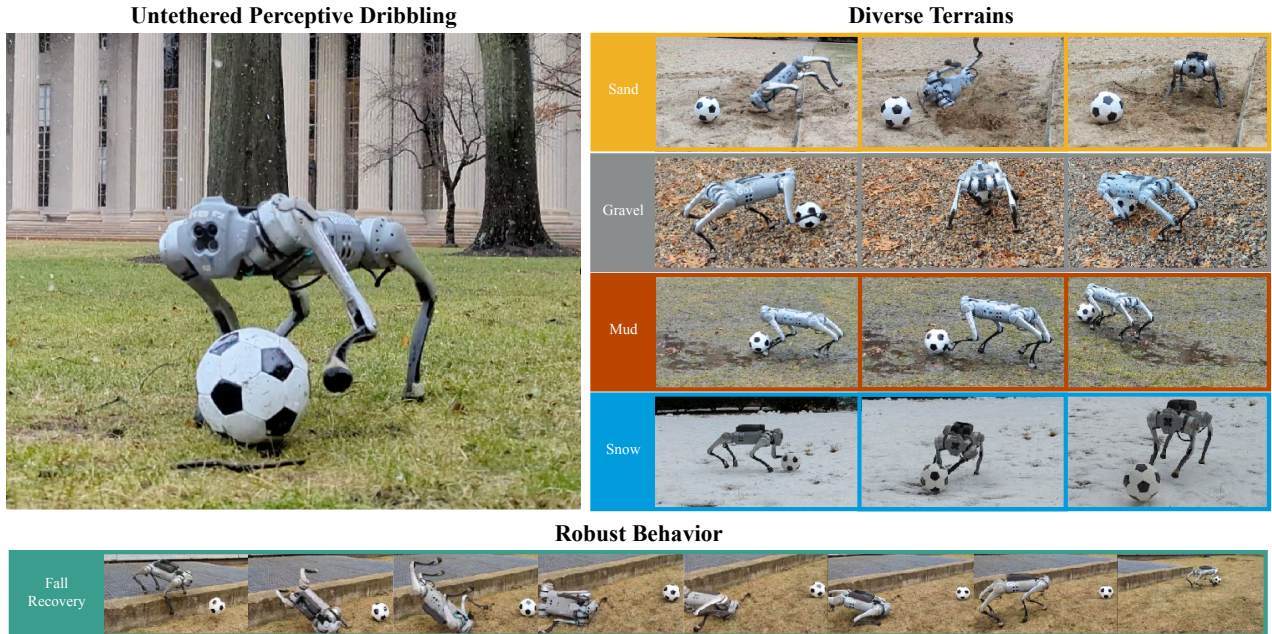 Untethered Perceptive Dribbling
Diverse Terrains
Sand
Gravel
Mud
Snow
Robust Behavior
Fall
Recovery